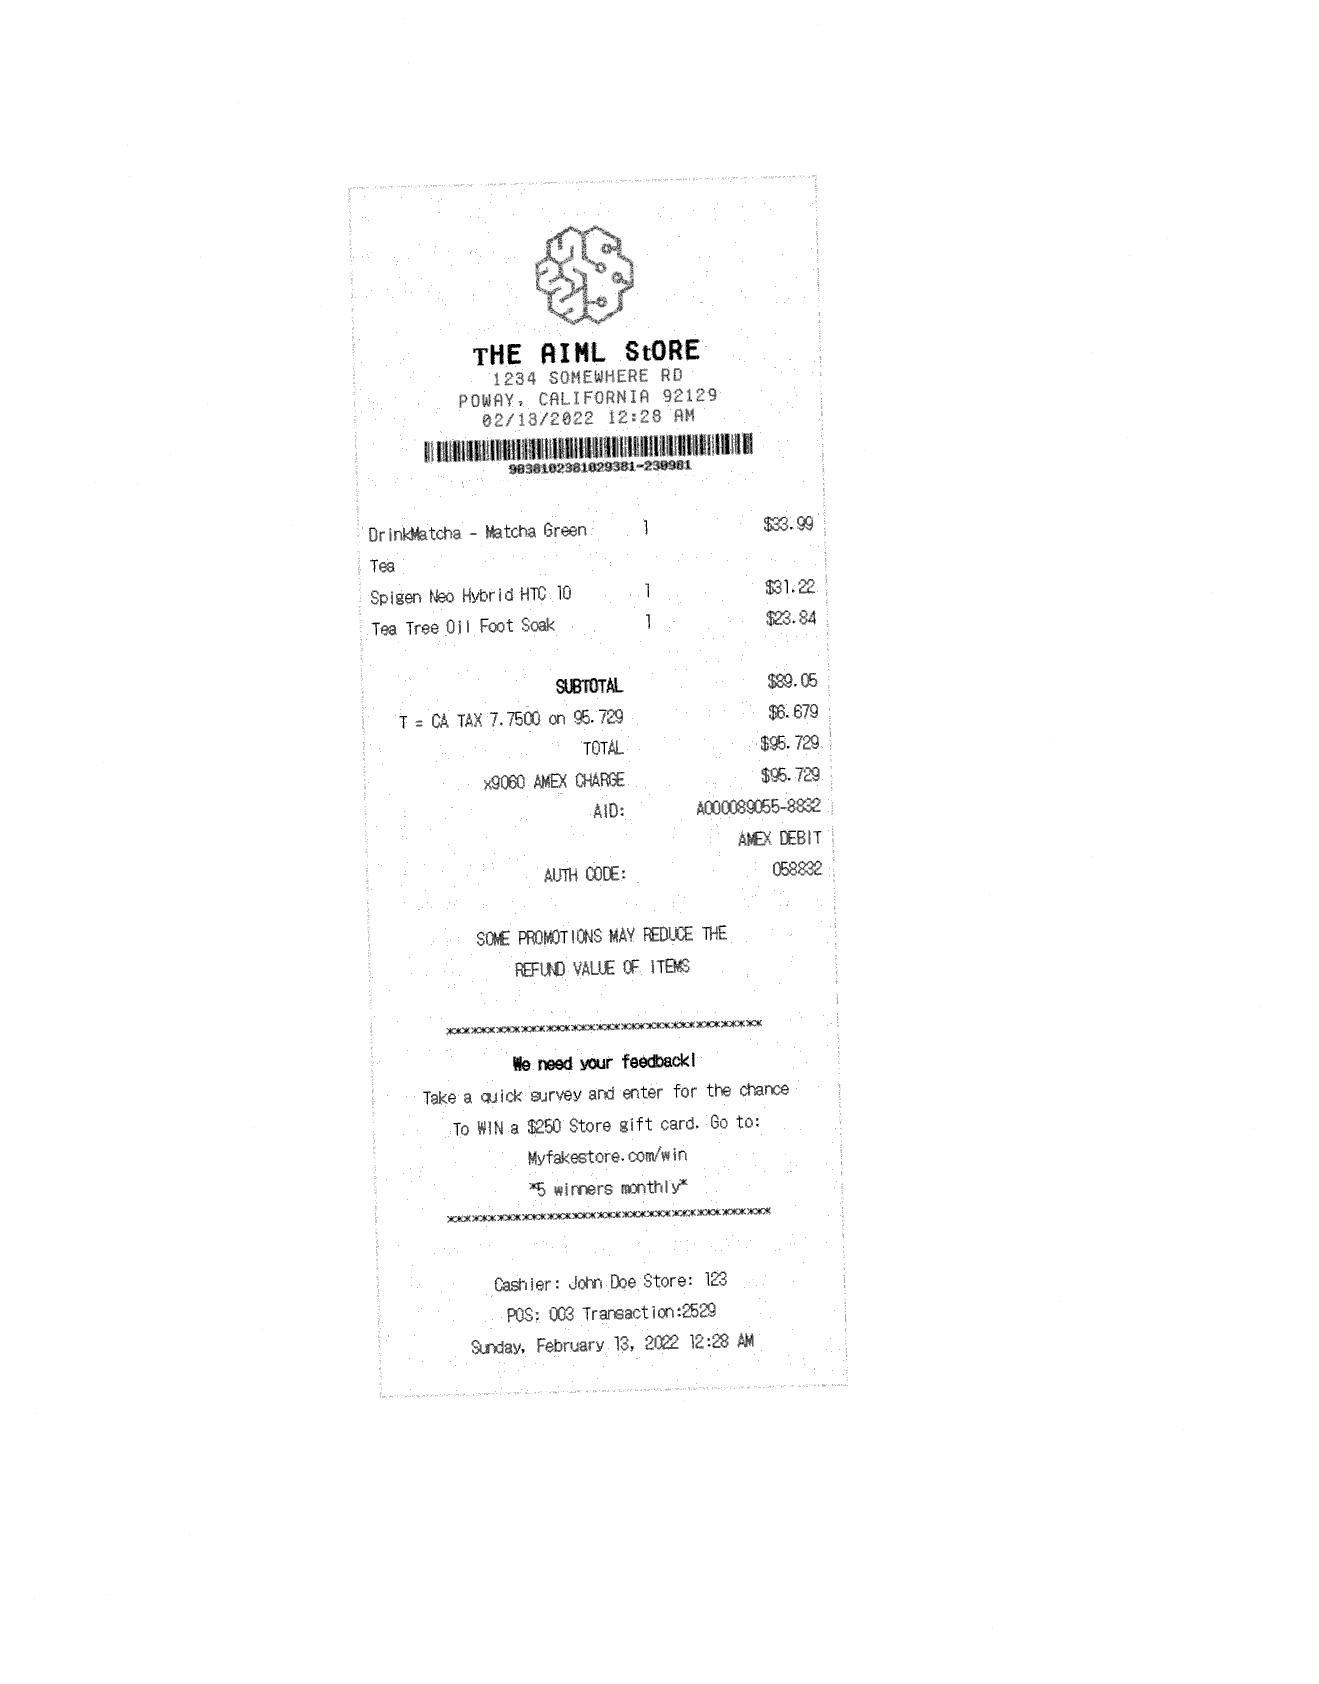 THE AIML StORE
1234 SOMEWHERE RD
POWAY, CALIFORNIA 92129
02/13/2022 12:28 AM
9038102381029381-230981
DrinkMatcha - Matcha Green 1 $33.99
Tea
Spigen Neo Hybrid HTC 10 1 $31.22
Tea Tree Oil Foot Soak 1 $23.84
SUBTOTAL $89.05
T = CA TAX 7.7500 on 95.729 $6.679
TOTAL $95.729
x9060 AMEX CHARGE $95.729
AID: A000089055-8832
AMEX DEBIT
AUTH CODE: 058832
SOME PROMOTIONS MAY REDUCE THE
REFUND VALUE OF ITEMS
****************************************
We need your feedback!
Take a quick survey and enter for the chance
To WIN a $250 Store gift card. Go to:
Myfakestore.com/win
*5 winners monthly*
*****************************************
Cashier: John Doe Store: 123
POS: 003 Transaction:2529
Sunday, February 13, 2022 12:28 AM